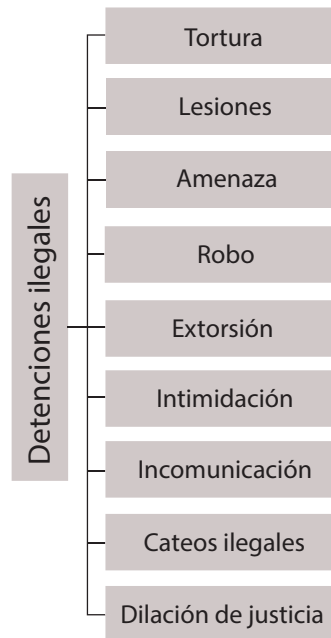 Detenciones ilegales
Tortura
Lesiones
Amenaza
Robo
Extorsión
Intimidación
Incomunicación
Cateos ilegales
Dilación de justicia